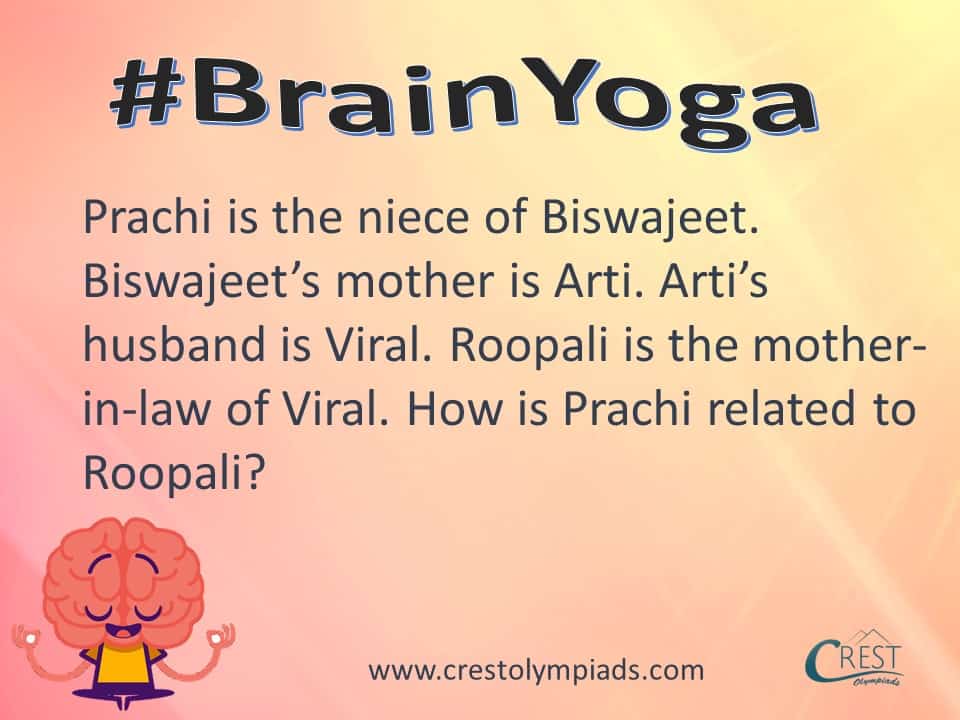 #BrainYoga
Prachi is the niece of Biswajeet.
Biswajeet’s mother is Arti. Arti’s
husband is Viral. Roopali is the mother-
in-law of Viral. How is Prachi related to
Roopali?
www.crestolympiads.com
CREST
Olympiads